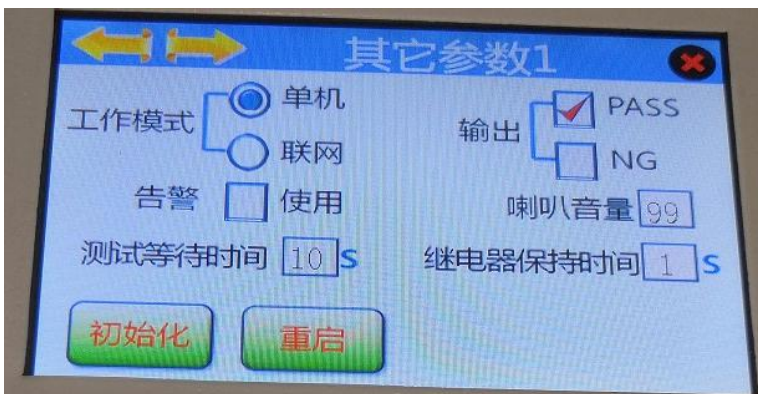 其它参数1
工作模式 单机 输出 PASS
联网 NG
告警 使用 喇叭音量 99
测试等待时间 10 S 继电器保持时间 1 S
初始化 重启